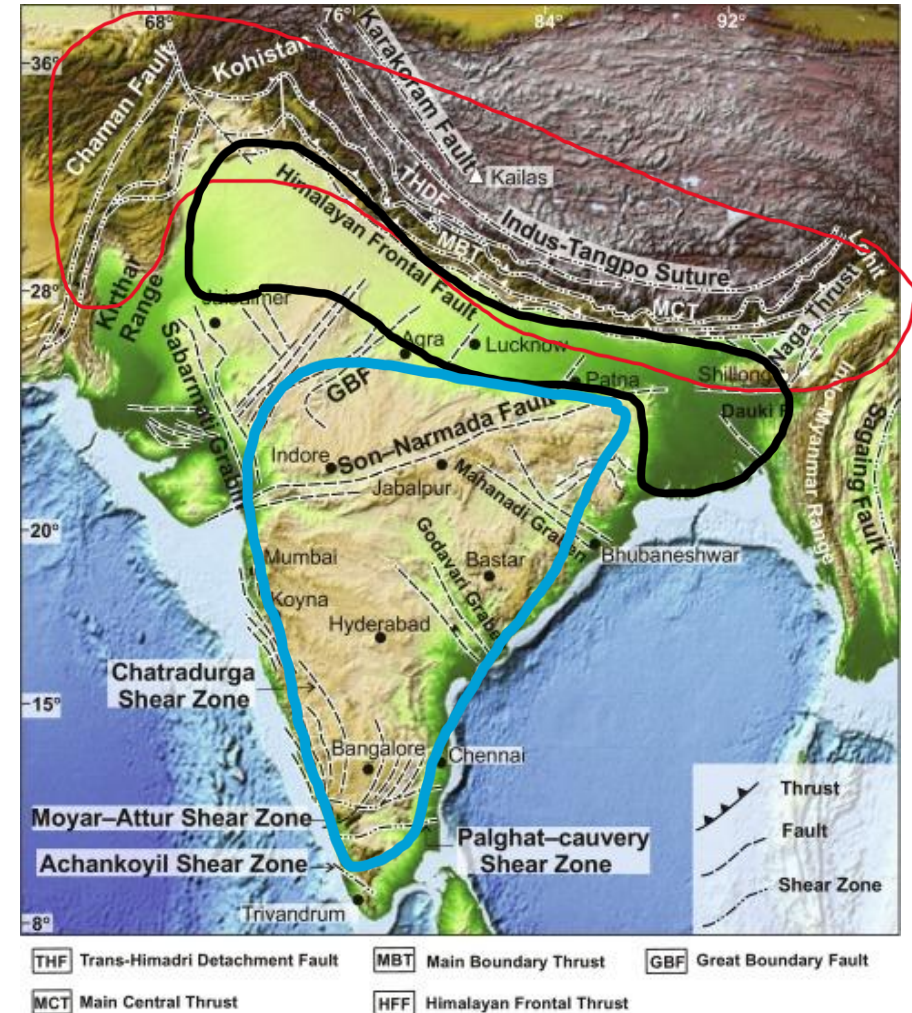 68°
76°
84°
92°
36°
Chaman Fault
Kohistan
Karakoram Fault
Kailas
THDF
Himalayan Frontal Fault
MBT
Indus-Tangpo Suture
MCT
Lohit
Naga Thrust
28°
Kirthar
Range
Jaisalmer
Agra
Lucknow
Patna
Shillong
Dauki F
GBF
Sabarmati Graben
Son–Narmada Fault
Indore
Jabalpur
Mahanadi Graben
Indo-Myanmar Range
Sagaing Fault
20°
Mumbai
Koyna
Godavari Graben
Bastar
Bhubaneshwar
Hyderabad
Chatradurga
Shear Zone
15°
Bangalore
Chennai
Moyar–Attur Shear Zone
Palghat–cauvery
Shear Zone
Achankoyil Shear Zone
Trivandrum
8°
Thrust
Fault
Shear Zone
THF Trans-Himadri Detachment Fault
MBT Main Boundary Thrust
GBF Great Boundary Fault
MCT Main Central Thrust
HFF Himalayan Frontal Thrust